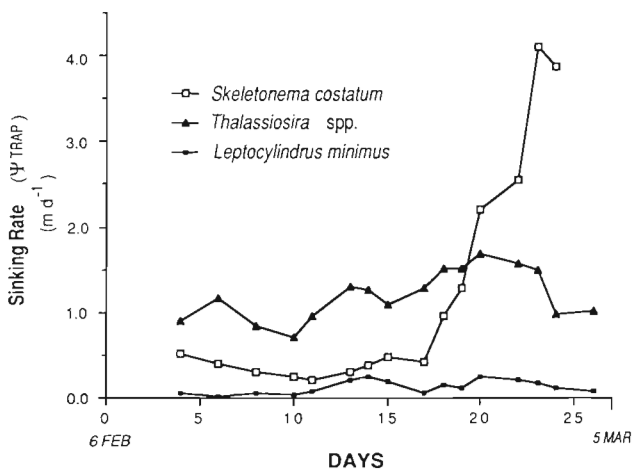 4.0
3.0
2.0
1.0
0.0
Sinking Rate (Ψ TRAP)
(m d⁻¹)
Skeletonema costatum
Thalassiosira spp.
Leptocylindrus minimus
0 5 10 15 20 25
6 FEB 5 MAR
DAYS